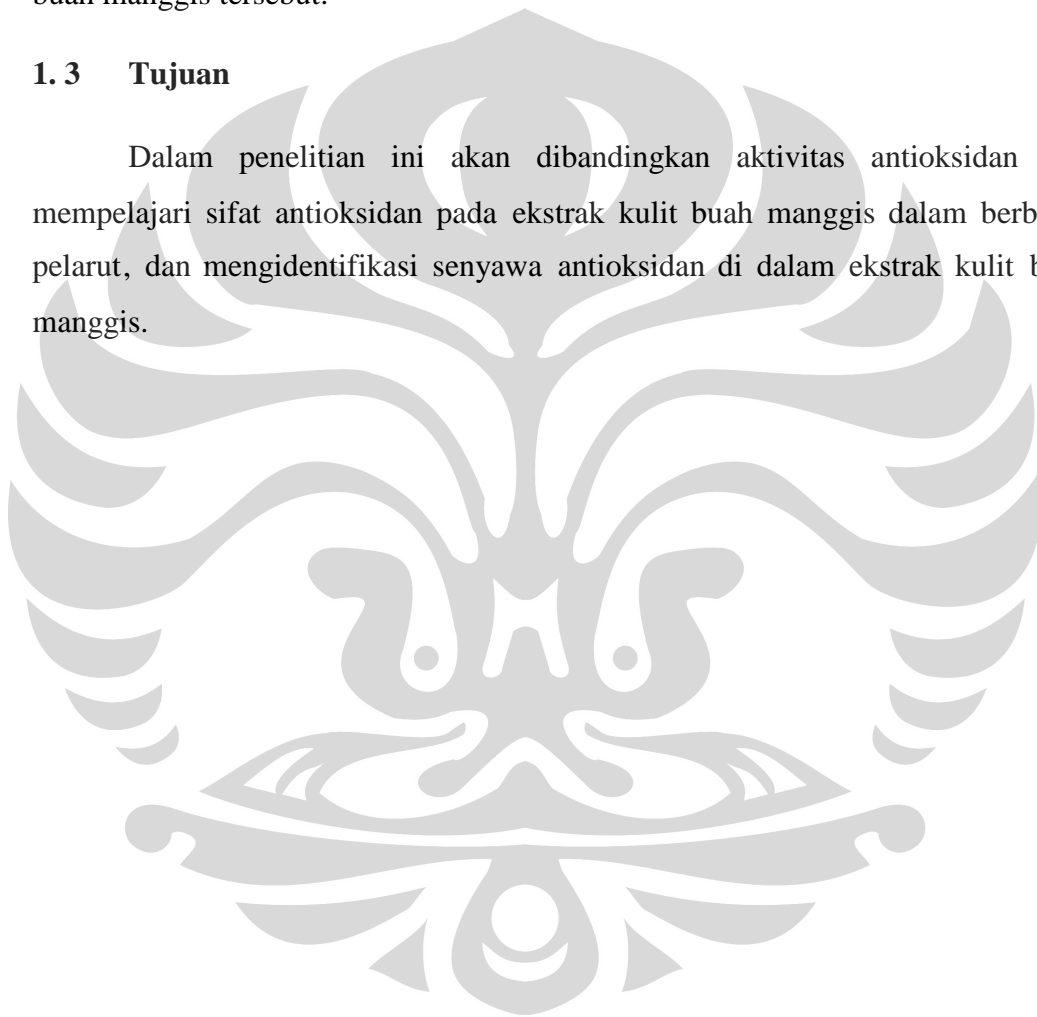 buah manggis tersebut.
1. 3 Tujuan
Dalam penelitian ini akan dibandingkan aktivitas antioksidan
mempelajari sifat antioksidan pada ekstrak kulit buah manggis dalam berb
pelarut, dan mengidentifikasi senyawa antioksidan di dalam ekstrak kulit b
manggis.